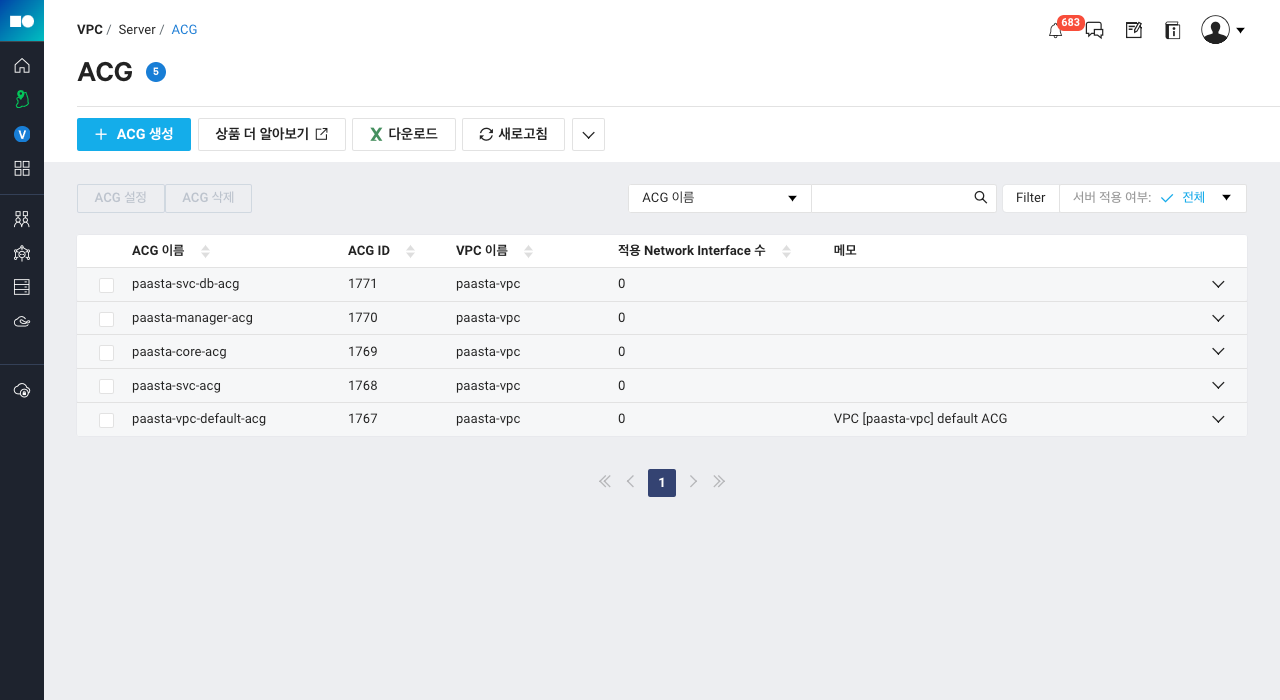 VPC / Server / ACG
683
ACG 5
V
+ ACG 생성 상품 더 알아보기 다운로드 새로고침
ACG 설정 ACG 삭제 ACG 이름 Filter 서버 적용 여부: 전체
ACG 이름 ACG ID VPC 이름 적용 Network Interface 수 메모
paasta-svc-db-acg 1771 paasta-vpc 0
paasta-manager-acg 1770 paasta-vpc 0
paasta-core-acg 1769 paasta-vpc 0
paasta-svc-acg 1768 paasta-vpc 0
paasta-vpc-default-acg 1767 paasta-vpc 0 VPC [paasta-vpc] default ACG
1